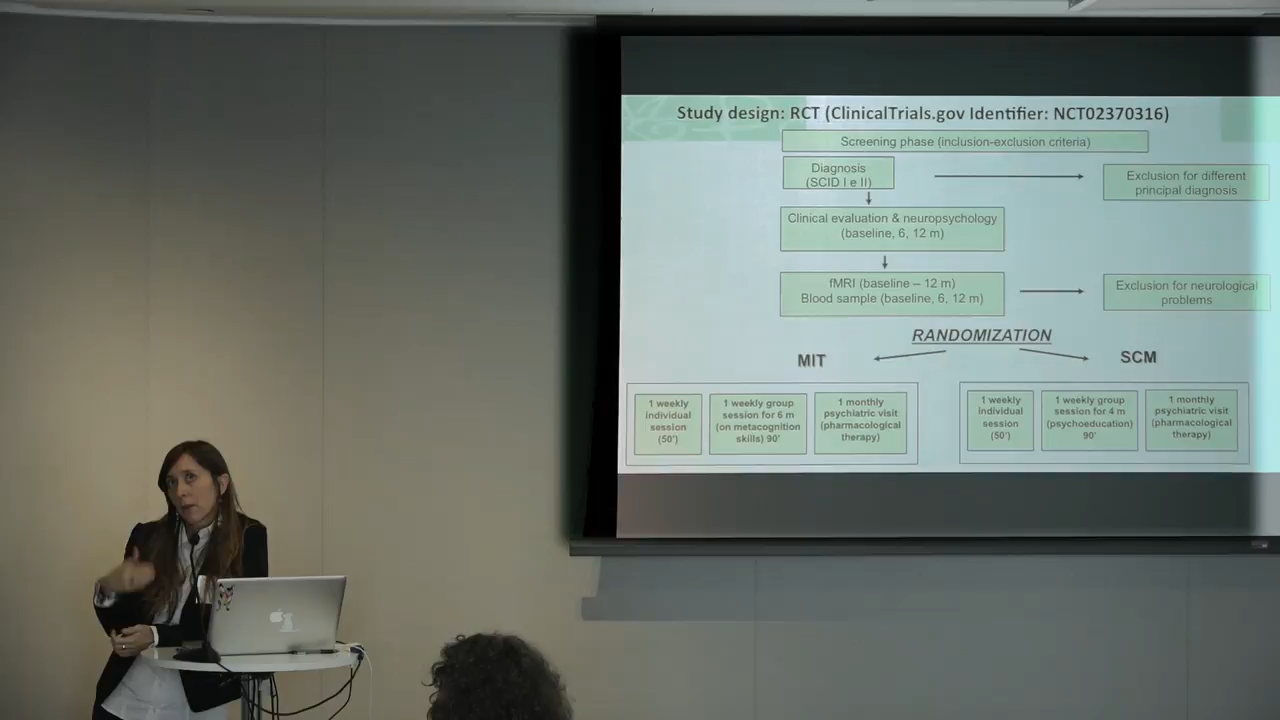 Study design: RCT (ClinicalTrials.gov Identifier: NCT02370316)
Screening phase (inclusion-exclusion criteria)
Diagnosis
(SCID I e II)
Exclusion for different
principal diagnosis
Clinical evaluation & neuropsychology
(baseline, 6, 12 m)
fMRI (baseline – 12 m)
Blood sample (baseline, 6, 12 m)
Exclusion for neurological
problems
RANDOMIZATION
MIT
SCM
1 weekly
individual
session
(50')
1 weekly group
session for 6 m
(on metacognition
skills) 90'
1 monthly
psychiatric visit
(pharmacological
therapy)
1 weekly
individual
session
(50')
1 weekly group
session for 4 m
(psychoeducation)
90'
1 monthly
psychiatric visit
(pharmacological
therapy)